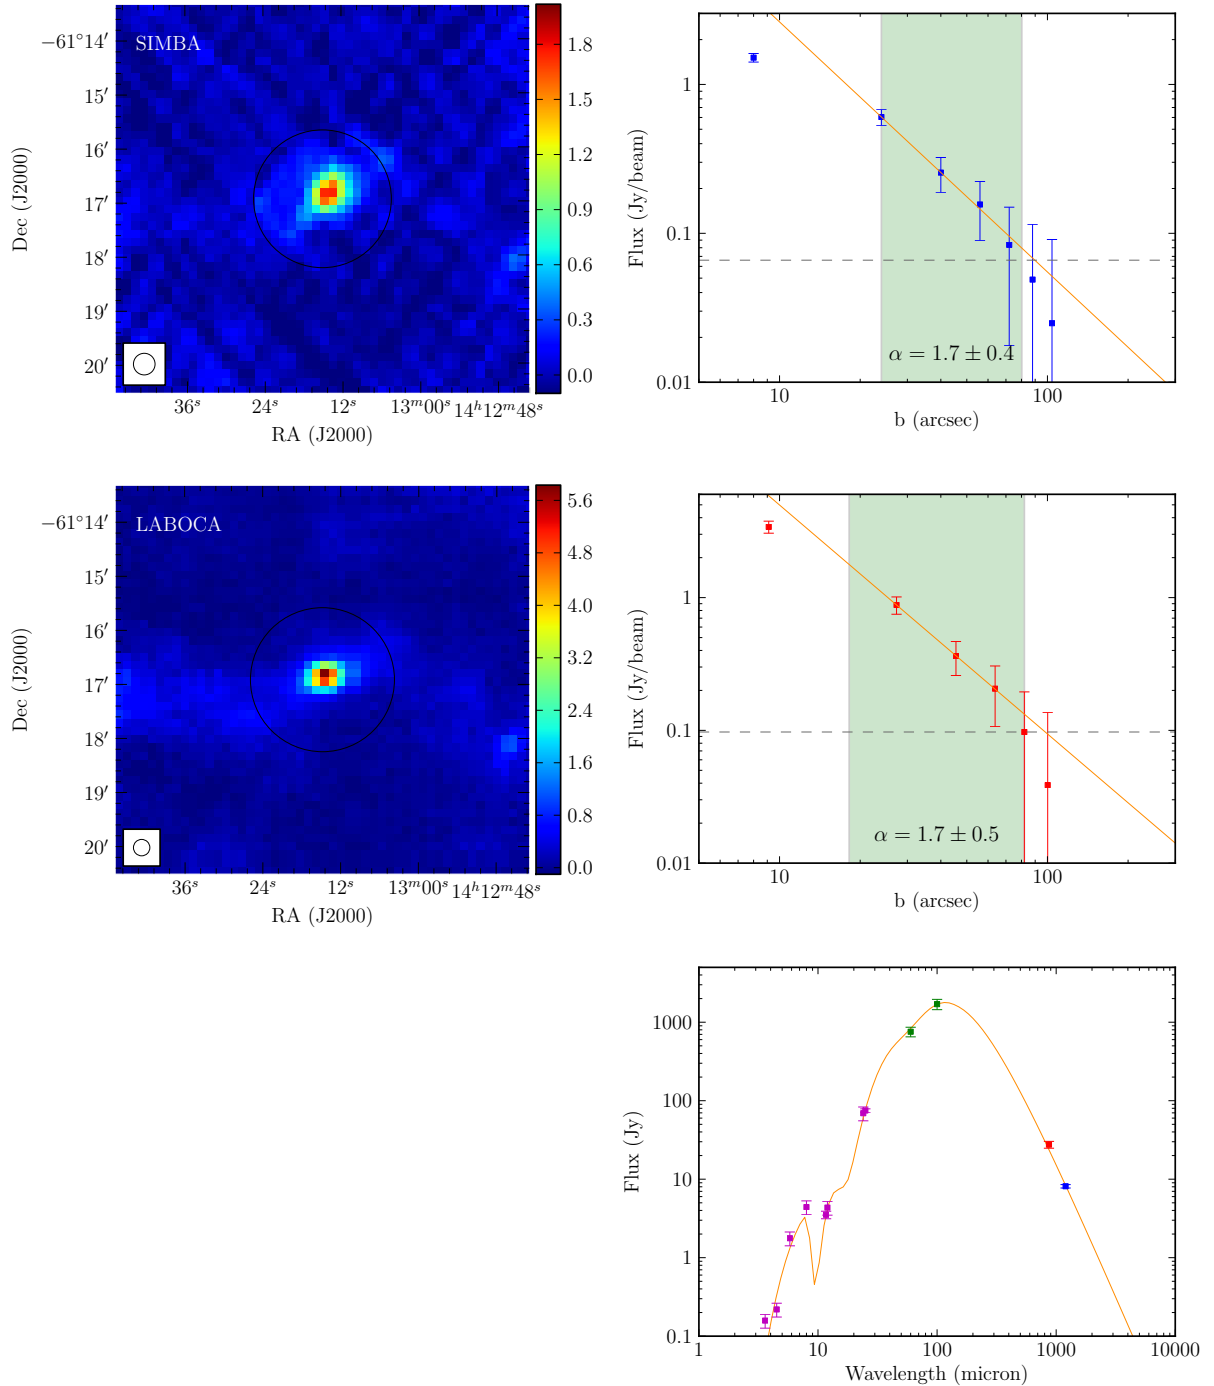 SIMBA
−61°14′
15′
16′
17′
18′
19′
20′
Dec (J2000)
36ˢ 24ˢ 12ˢ 13ᵐ00ˢ 14ʰ12ᵐ48ˢ
RA (J2000)
1.8
1.5
1.2
0.9
0.6
0.3
0.0
Flux (Jy/beam)
1
0.1
0.01
α = 1.7 ± 0.4
10 100
b (arcsec)
LABOCA
−61°14′
15′
16′
17′
18′
19′
20′
Dec (J2000)
36ˢ 24ˢ 12ˢ 13ᵐ00ˢ 14ʰ12ᵐ48ˢ
RA (J2000)
5.6
4.8
4.0
3.2
2.4
1.6
0.8
0.0
Flux (Jy/beam)
1
0.1
0.01
α = 1.7 ± 0.5
10 100
b (arcsec)
Flux (Jy)
1000
100
10
1
0.1
1 10 100 1000 10000
Wavelength (micron)